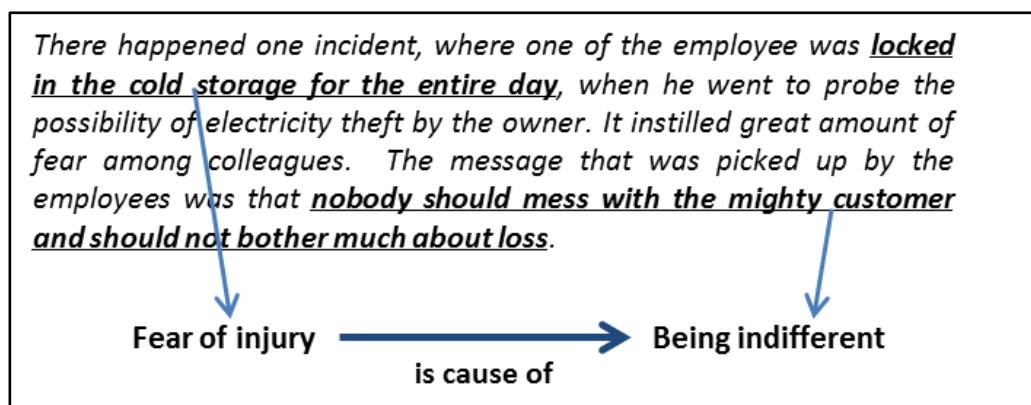 There happened one incident, where one of the employee was locked
in the cold storage for the entire day, when he went to probe the
possibility of electricity theft by the owner. It instilled great amount of
fear among colleagues. The message that was picked up by the
employees was that nobody should mess with the mighty customer
and should not bother much about loss.
Fear of injury
Being indifferent
is cause of